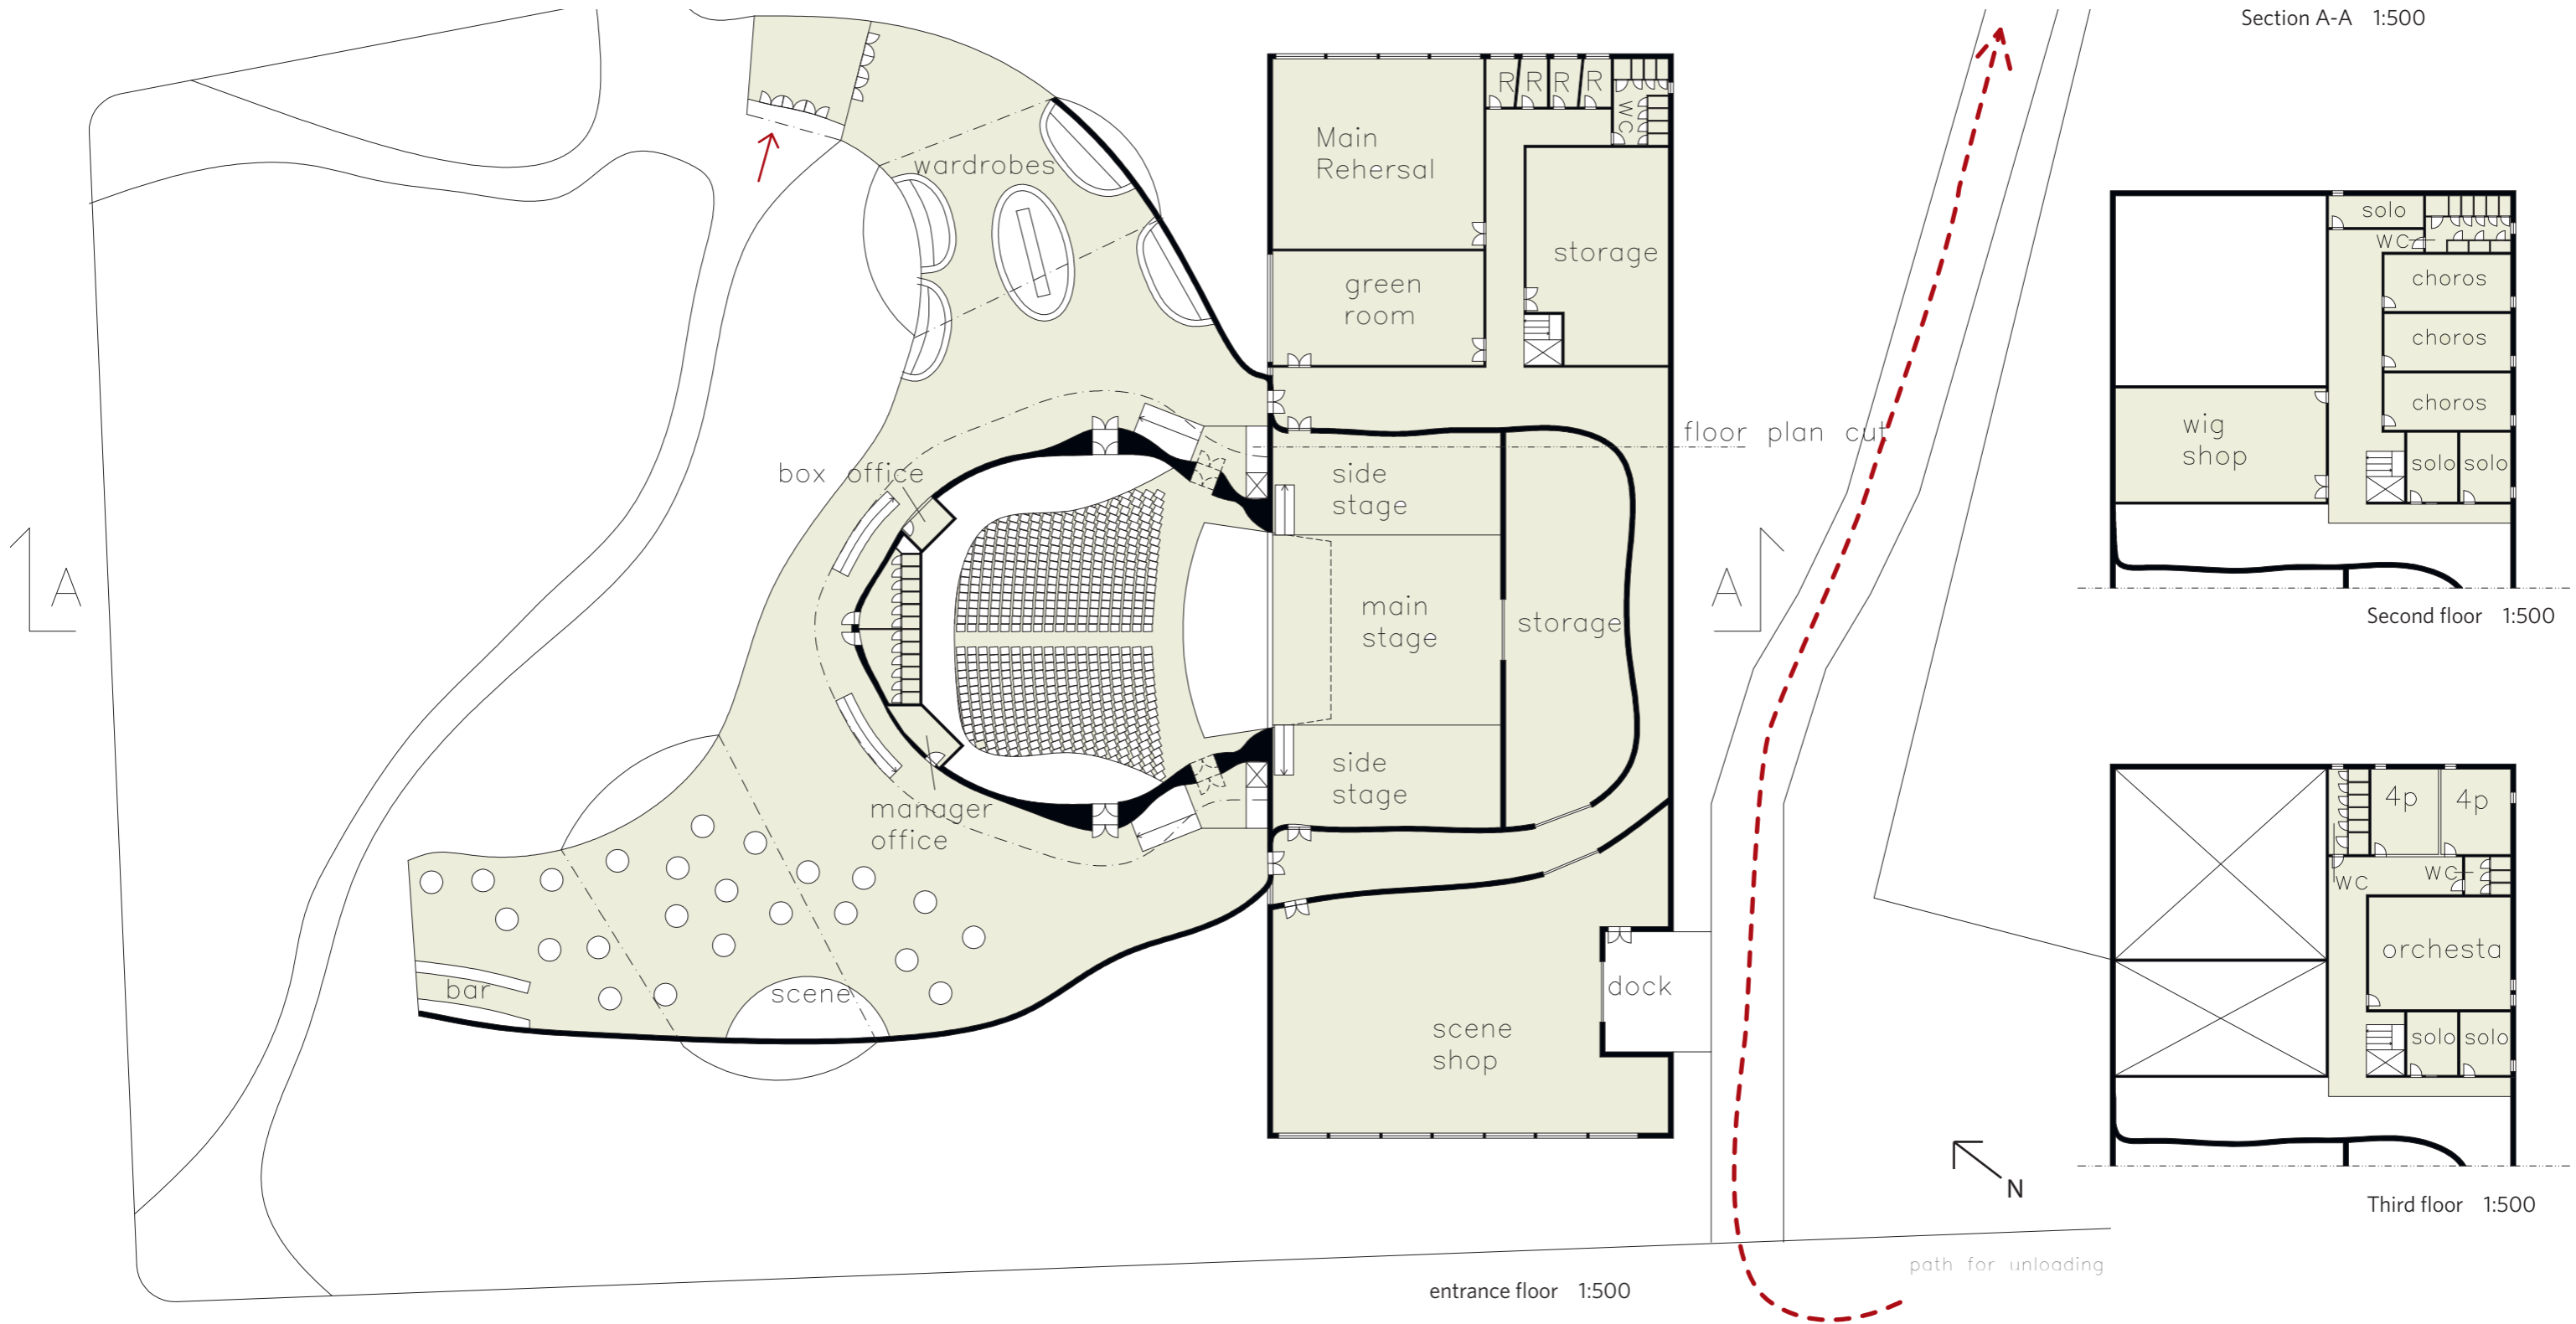 Section A-A 1:500
R R R R
WC
Main
Rehersal
wardrobes
storage
green
room
floor plan cut
box office
side
stage
A
A
main
stage
storage
side
stage
manager
office
bar
scene
dock
scene
shop
N
path for unloading
entrance floor 1:500
solo
WC
choros
choros
choros
wig
shop
solo solo
Second floor 1:500
4p 4p
WC
WC
orchesta
solo solo
Third floor 1:500